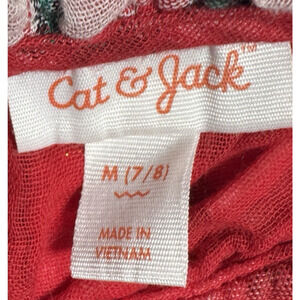 Cat & Jack™
M (7/8)
MADE IN
VIETNAM